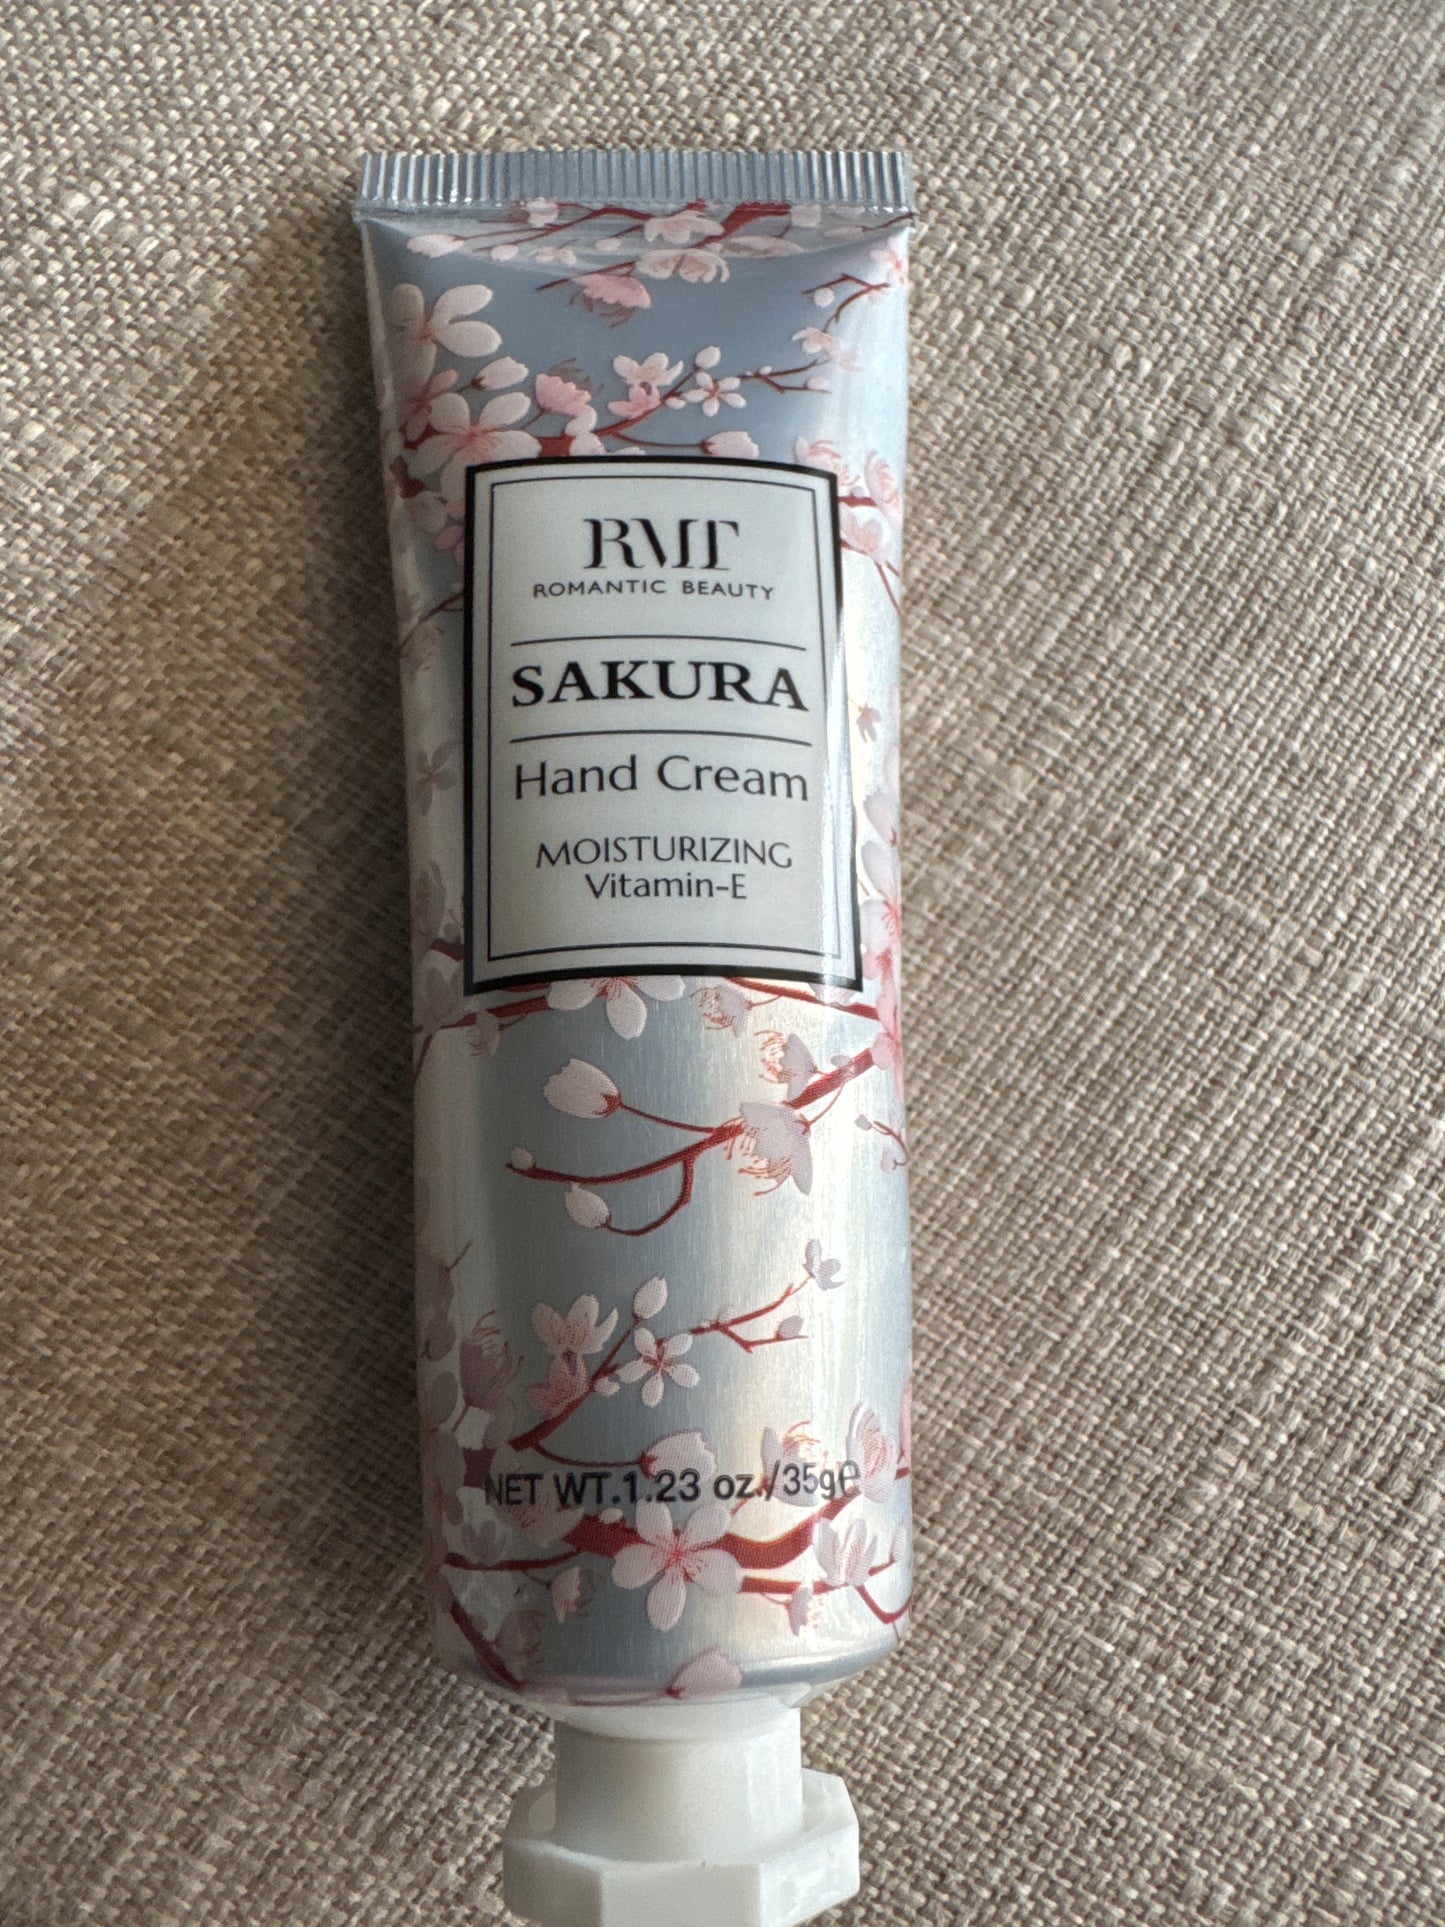 RMT
ROMANTIC BEAUTY
SAKURA
Hand Cream
MOISTURIZING
Vitamin-E
NET WT.1.23 oz./35g℮